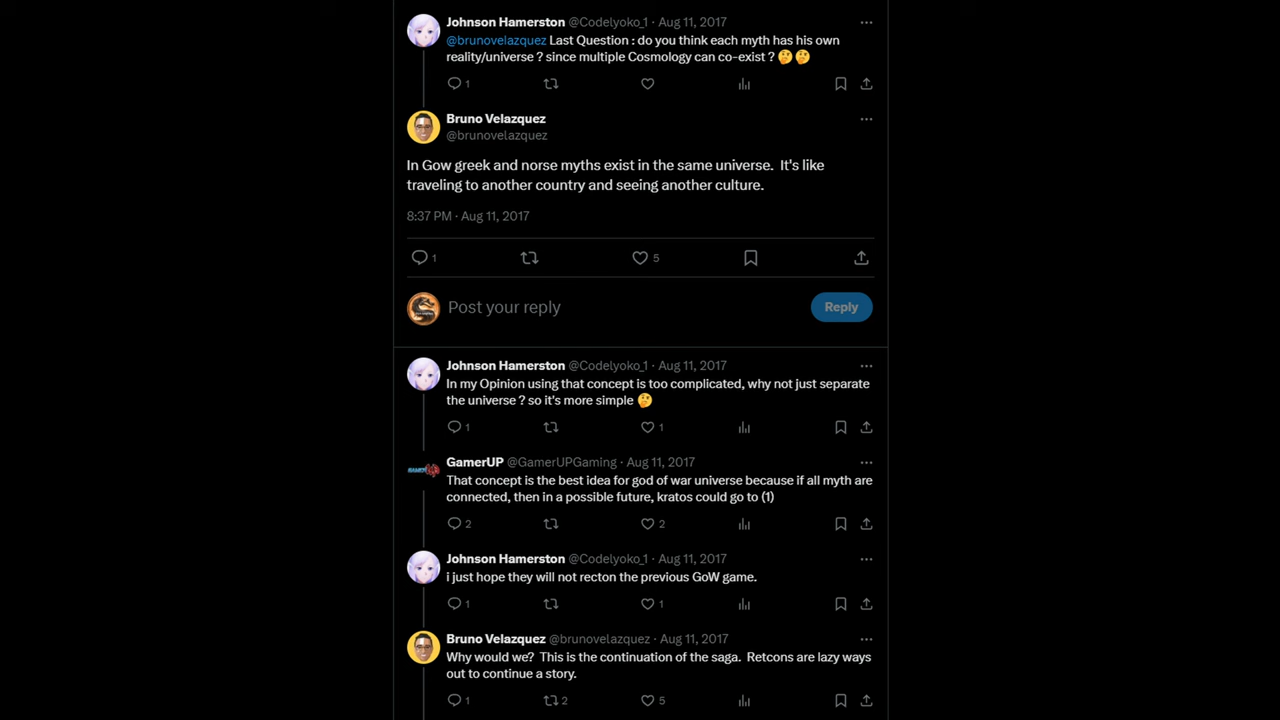 Johnson Hamerston @Codelyoko_1 · Aug 11, 2017
@brunovelazquez Last Question : do you think each myth has his own
reality/universe ? since multiple Cosmology can co-exist ? 🤔🤔
1
Bruno Velazquez
@brunovelazquez
In Gow greek and norse myths exist in the same universe. It's like
traveling to another country and seeing another culture.
8:37 PM · Aug 11, 2017
1 5
Post your reply Reply
Johnson Hamerston @Codelyoko_1 · Aug 11, 2017
In my Opinion using that concept is too complicated, why not just separate
the universe ? so it's more simple 🤔
1 1
GamerUP @GamerUPGaming · Aug 11, 2017
That concept is the best idea for god of war universe because if all myth are
connected, then in a possible future, kratos could go to (1)
2 2
Johnson Hamerston @Codelyoko_1 · Aug 11, 2017
i just hope they will not recton the previous GoW game.
1 1
Bruno Velazquez @brunovelazquez · Aug 11, 2017
Why would we? This is the continuation of the saga. Retcons are lazy ways
out to continue a story.
1 2 5